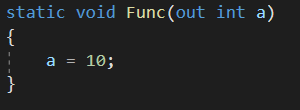 static void Func(out int a)
{
    a = 10;
}